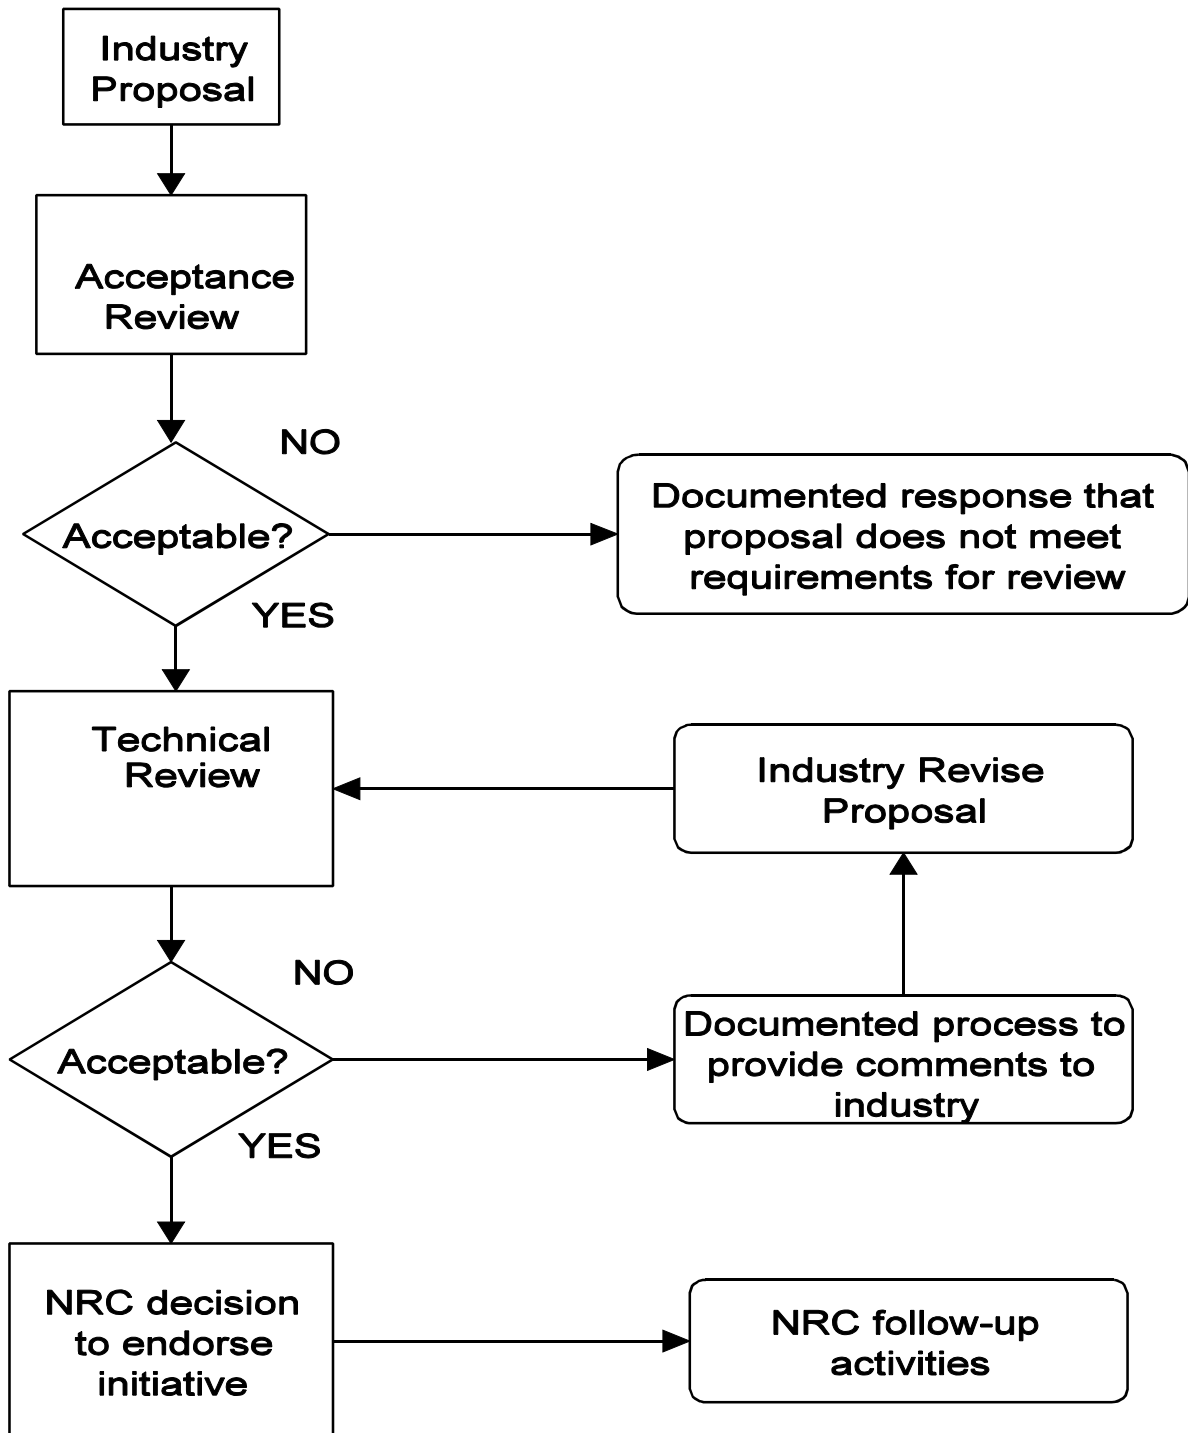 Industry
Proposal
Acceptance
Review
NO
Acceptable?
Documented response that
proposal does not meet
requirements for review
YES
Technical
Review
Industry Revise
Proposal
NO
Acceptable?
Documented process to
provide comments to
industry
YES
NRC decision
to endorse
initiative
NRC follow-up
activities